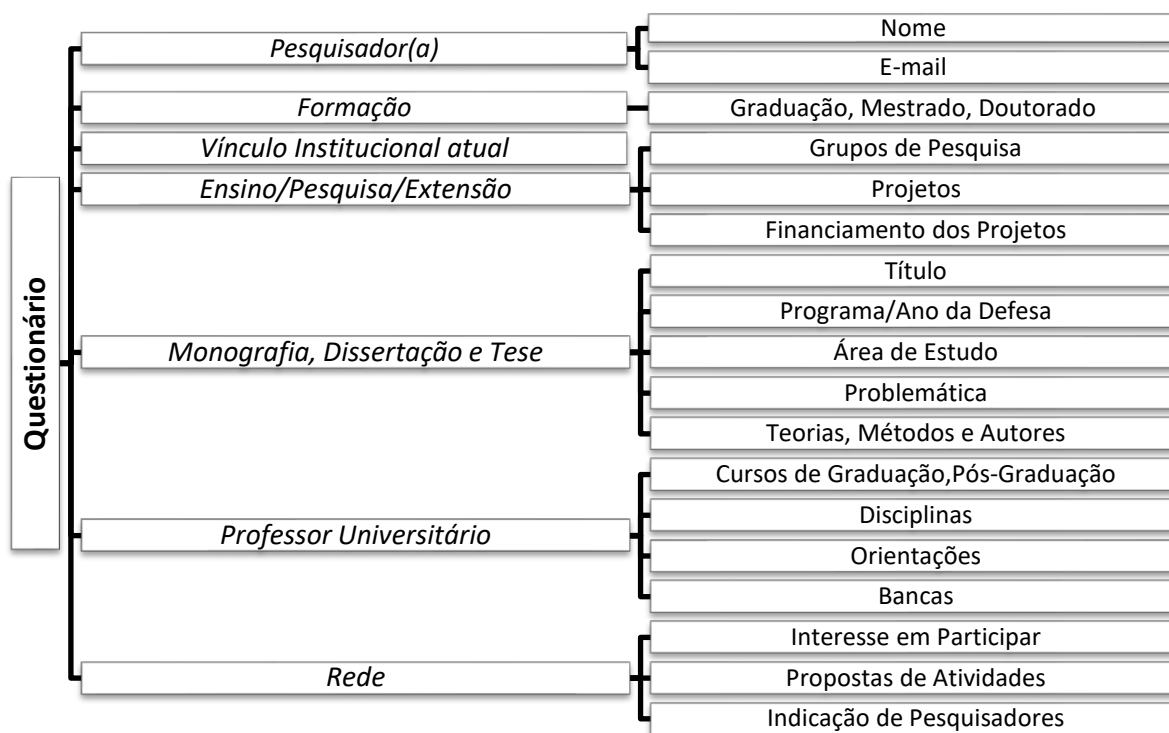 Questionário
Pesquisador(a)
Nome
E-mail
Formação
Graduação, Mestrado, Doutorado
Vínculo Institucional atual
Ensino/Pesquisa/Extensão
Grupos de Pesquisa
Projetos
Financiamento dos Projetos
Monografia, Dissertação e Tese
Título
Programa/Ano da Defesa
Área de Estudo
Problemática
Teorias, Métodos e Autores
Professor Universitário
Cursos de Graduação,Pós-Graduação
Disciplinas
Orientações
Bancas
Rede
Interesse em Participar
Propostas de Atividades
Indicação de Pesquisadores